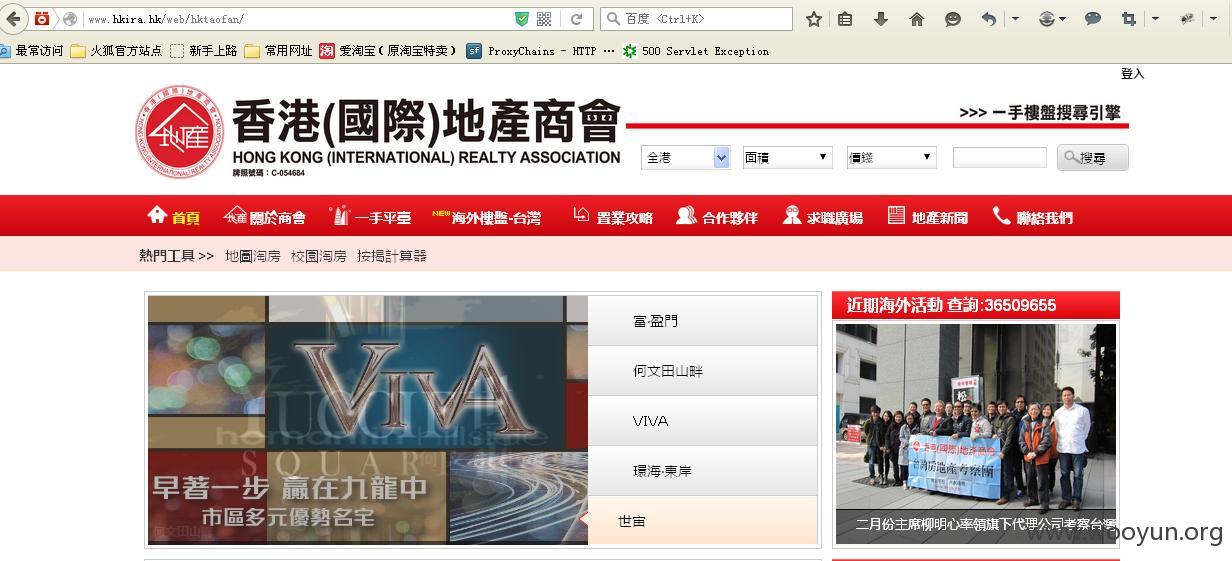 www.hkira.hk/web/hktaofan/
百度 <Ctrl+K>
最常访问 火狐官方站点 新手上路 常用网址 爱淘宝（原淘宝特卖） ProxyChains - HTTP ⋯ 500 Servlet Exception
登入
香港(國際)地產商會
HONG KONG (INTERNATIONAL) REALTY ASSOCIATION
牌照號碼：C-054684
>>> 一手樓盤搜尋引擎
全港 面積 價錢 搜尋
首頁 關於商會 一手平臺 NEW 海外樓盤-台灣 置業攻略 合作夥伴 求職廣場 地產新聞 聯絡我們
熱門工具 >> 地圖淘房 校園淘房 按揭計算器
VIVA
SQUAR
早著一步 贏在九龍中
市區多元優勢名宅
何文田山畔
富·盈門
何文田山畔
VIVA
環海·東岸
世宙
近期海外活動 查詢:36509655
香港(國際)地產商會
二月份主席柳明心率領旗下代理公司考察台灣
www.wooyun.org